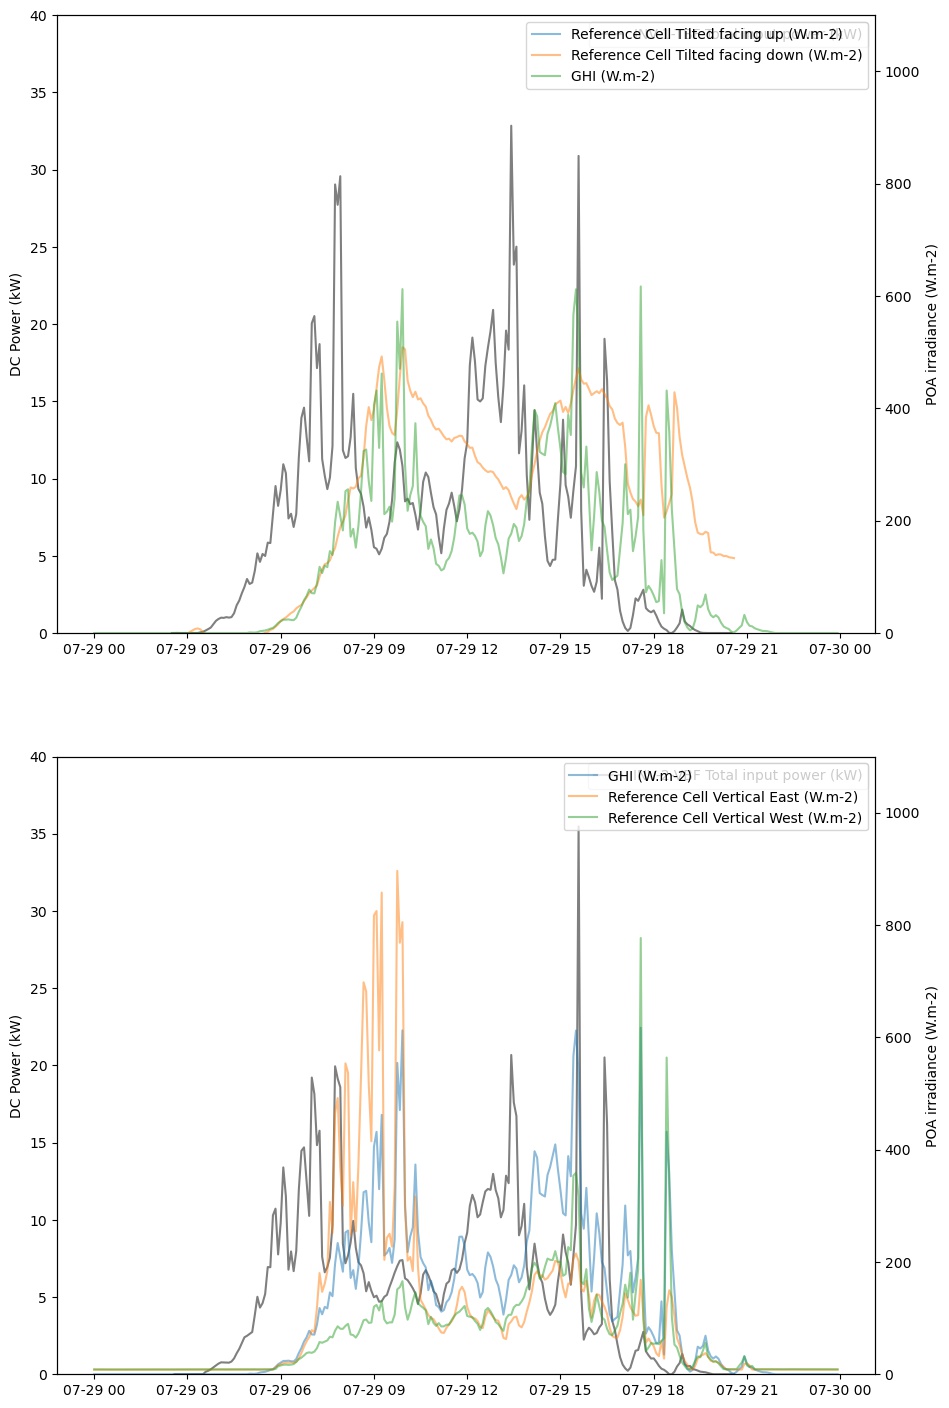 40
35
30
25
20
15
10
5
0
DC Power (kW)
Reference Cell Tilted facing up (W.m-2)
Reference Cell Tilted facing down (W.m-2)
GHI (W.m-2)
1000
800
600
400
200
0
POA irradiance (W.m-2)
07-29 00 07-29 03 07-29 06 07-29 09 07-29 12 07-29 15 07-29 18 07-29 21 07-30 00
40
35
30
25
20
15
10
5
0
DC Power (kW)
GHI (W.m-2) Total input power (kW)
Reference Cell Vertical East (W.m-2)
Reference Cell Vertical West (W.m-2)
1000
800
600
400
200
0
POA irradiance (W.m-2)
07-29 00 07-29 03 07-29 06 07-29 09 07-29 12 07-29 15 07-29 18 07-29 21 07-30 00